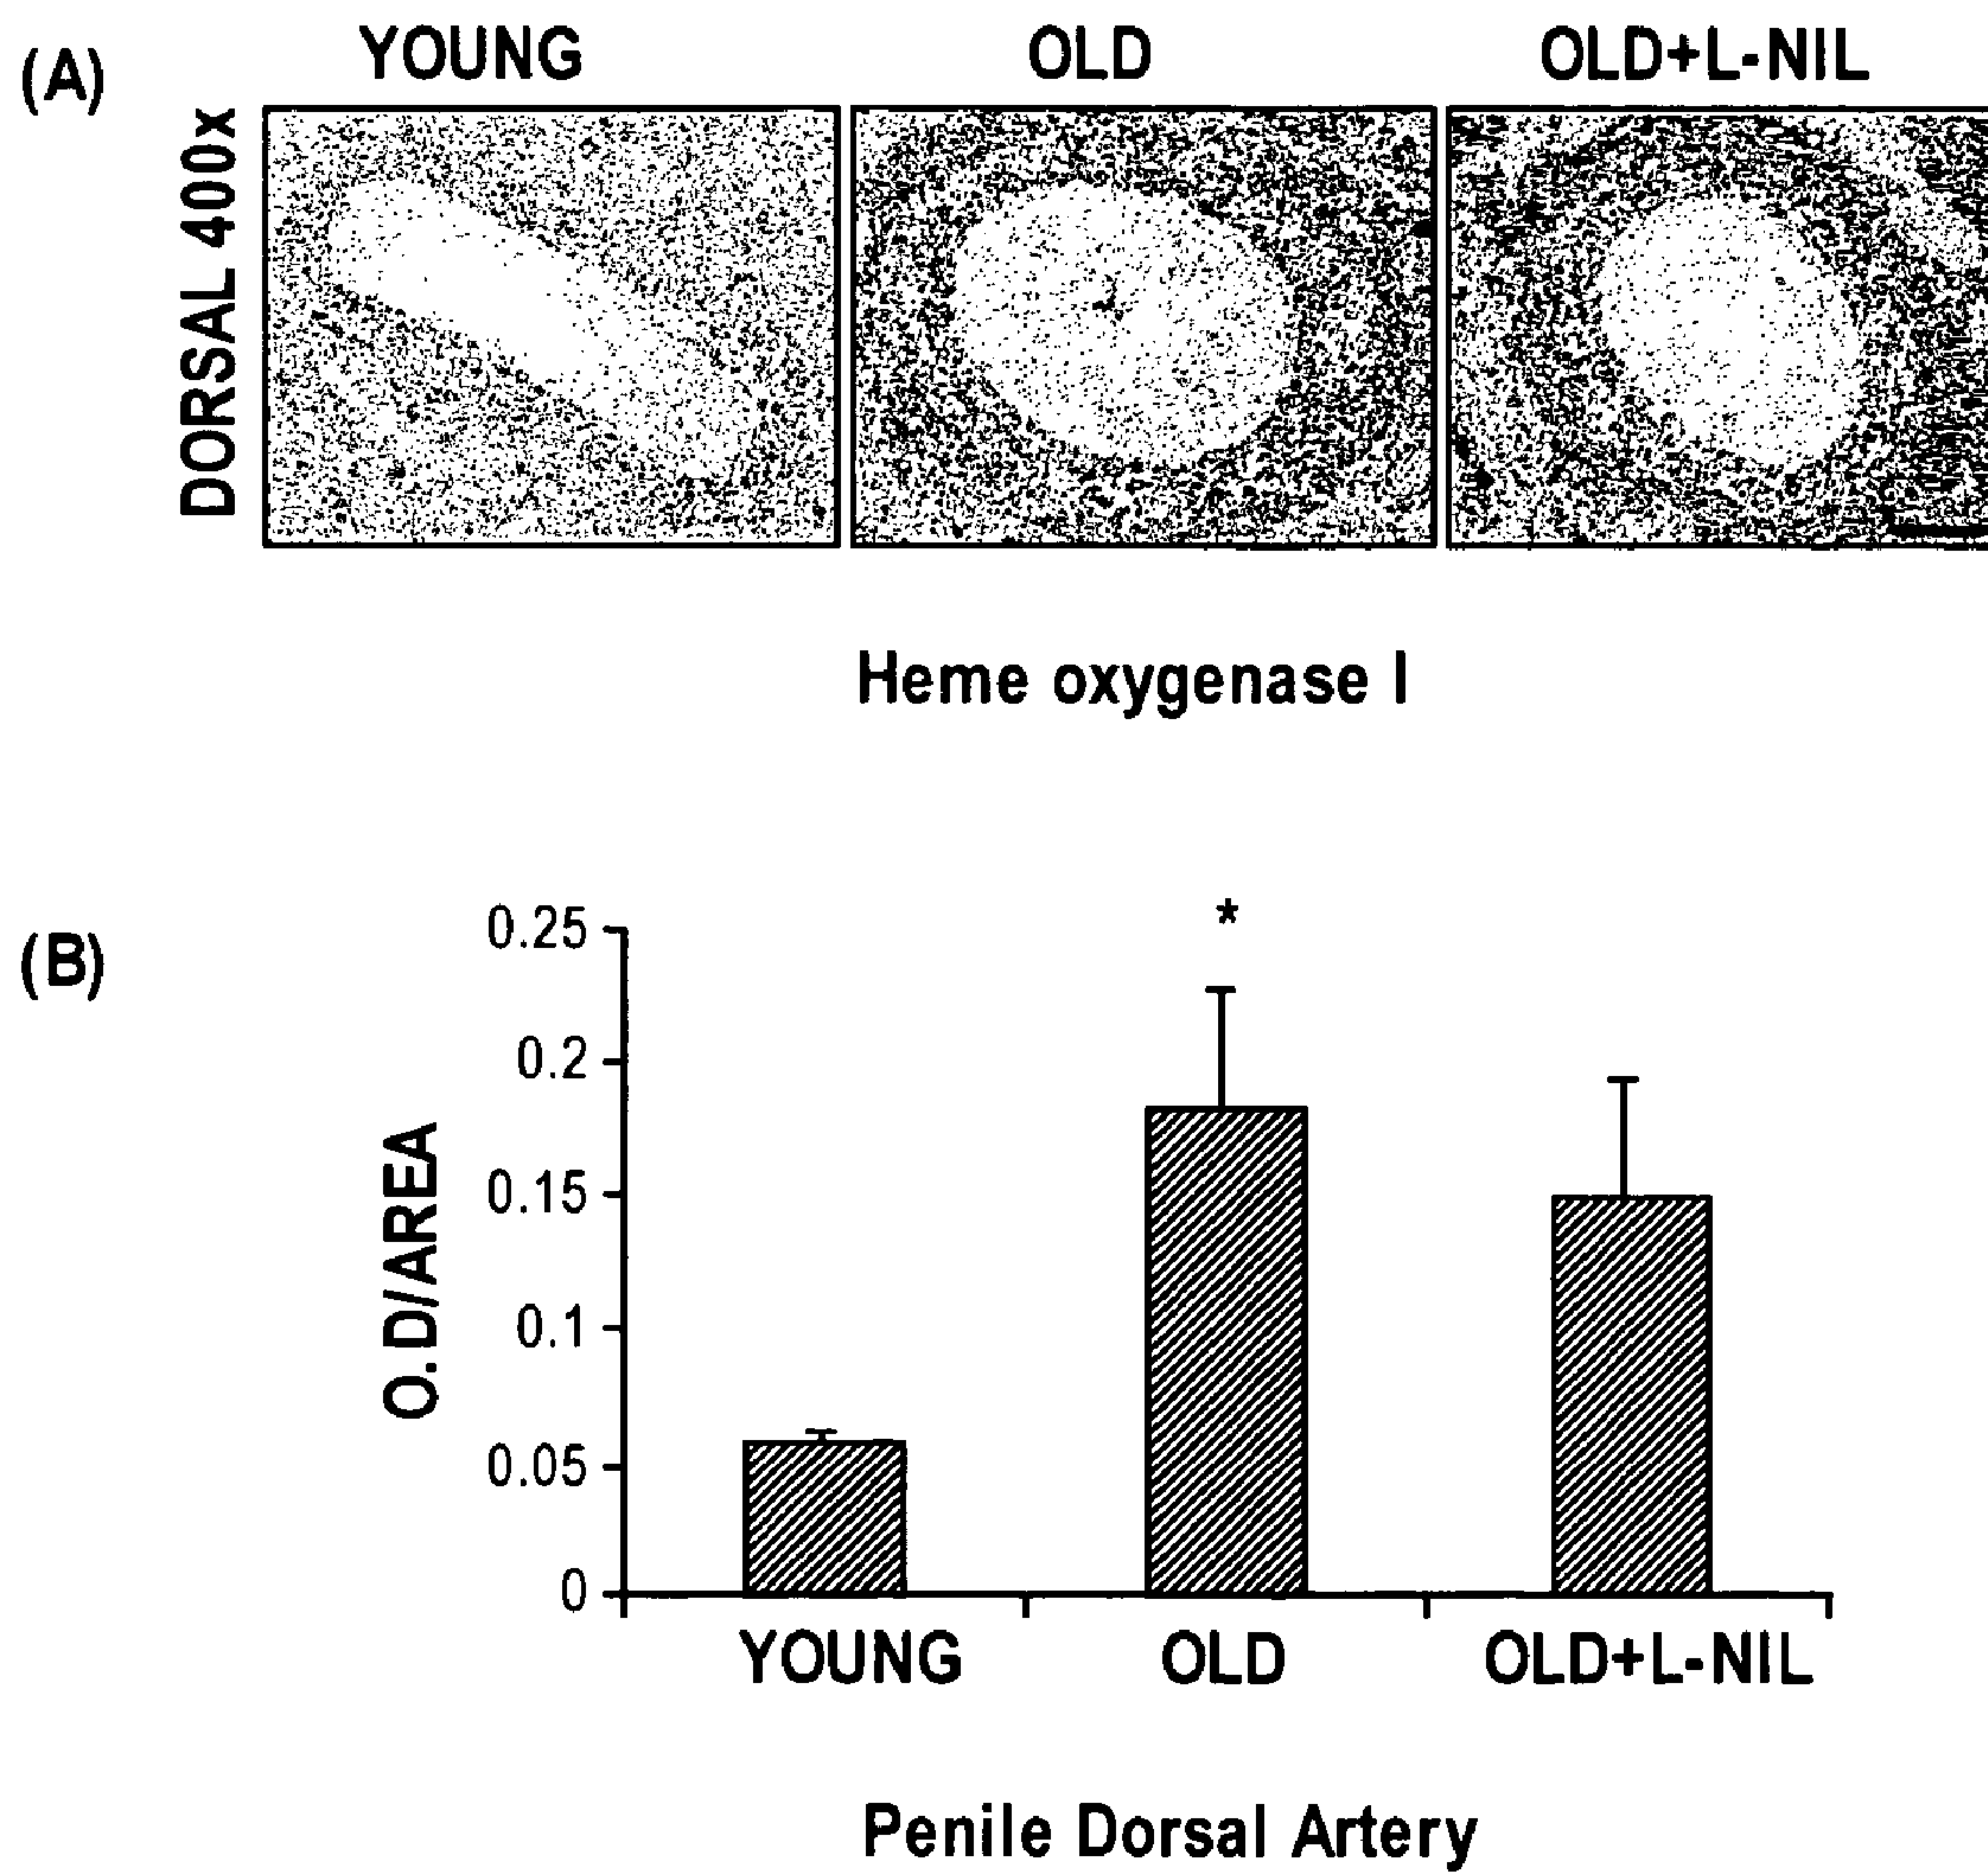 (A)
YOUNG OLD OLD+L-NIL
DORSAL 400x
Heme oxygenase I
(B)
*
0.25
0.2
0.15
0.1
0.05
0
O.D/AREA
YOUNG OLD OLD+L-NIL
Penile Dorsal Artery